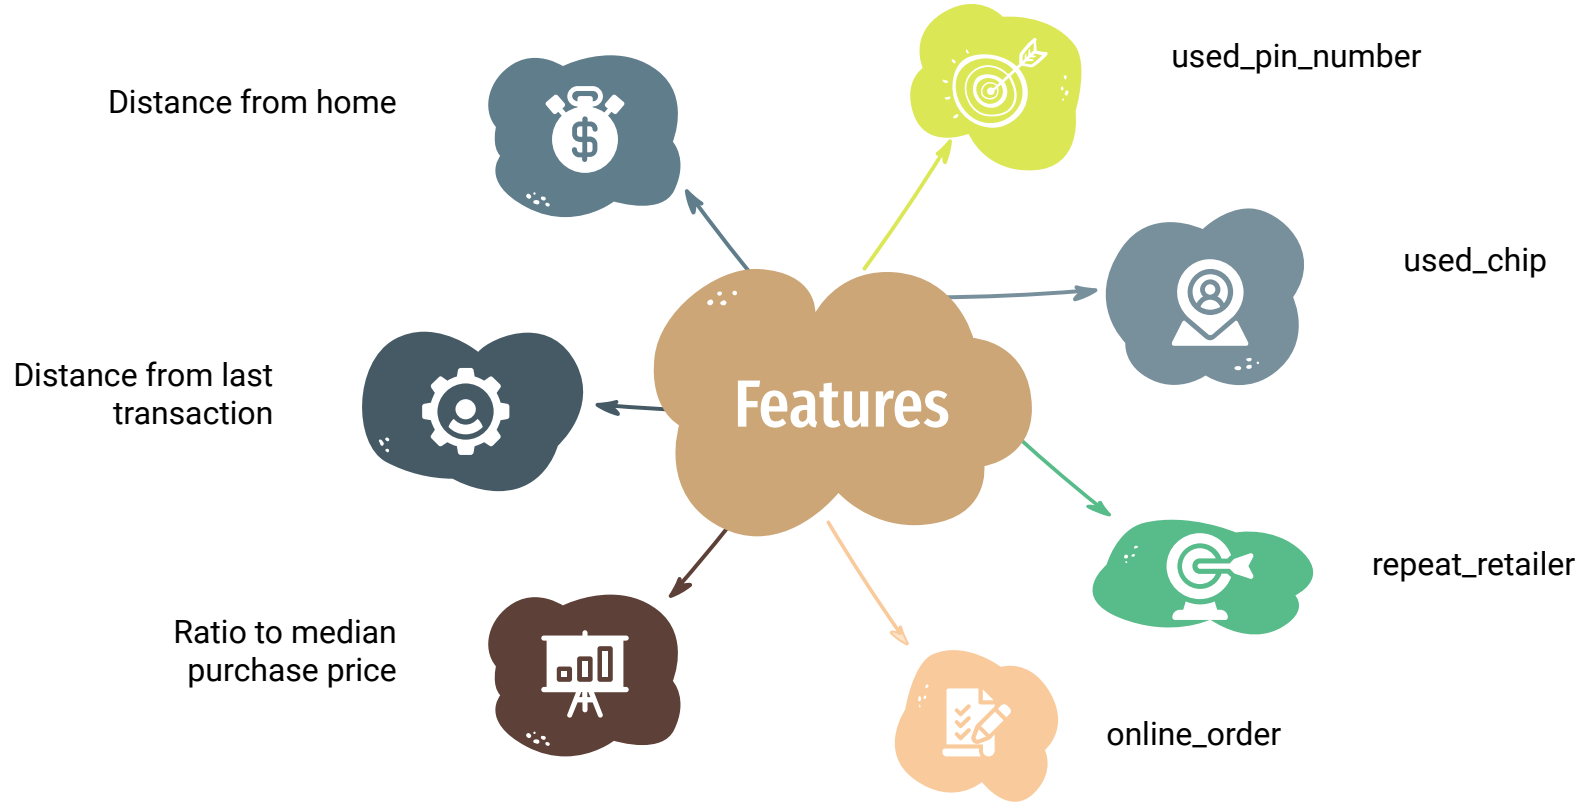 used_pin_number
Distance from home
used_chip
Distance from last
transaction
Features
repeat_retailer
Ratio to median
purchase price
online_order